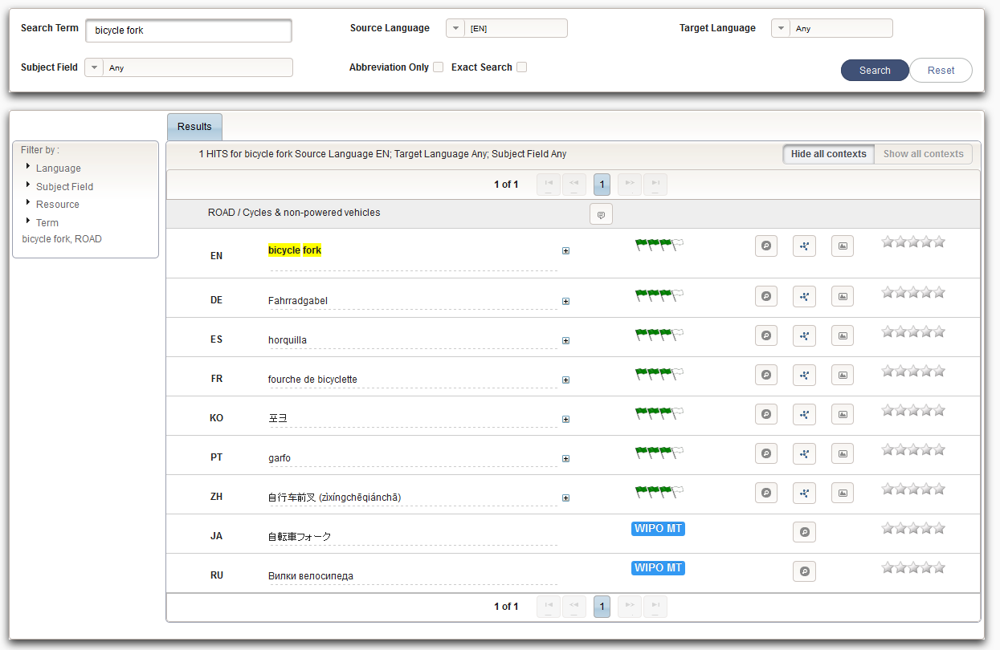 Search Term bicycle fork Source Language [EN] Target Language Any
Subject Field Any Abbreviation Only Exact Search Search Reset
Results
Filter by :
Language
Subject Field
Resource
Term
bicycle fork, ROAD
1 HITS for bicycle fork Source Language EN; Target Language Any; Subject Field Any Hide all contexts Show all contexts
1 of 1 1
ROAD / Cycles & non-powered vehicles
EN bicycle fork
DE Fahrradgabel
ES horquilla
FR fourche de bicyclette
KO 포크
PT garfo
ZH 自行车前叉 (zìxíngchēqiánchā)
JA 自転車フォーク WIPO MT
RU Вилки велосипеда WIPO MT
1 of 1 1